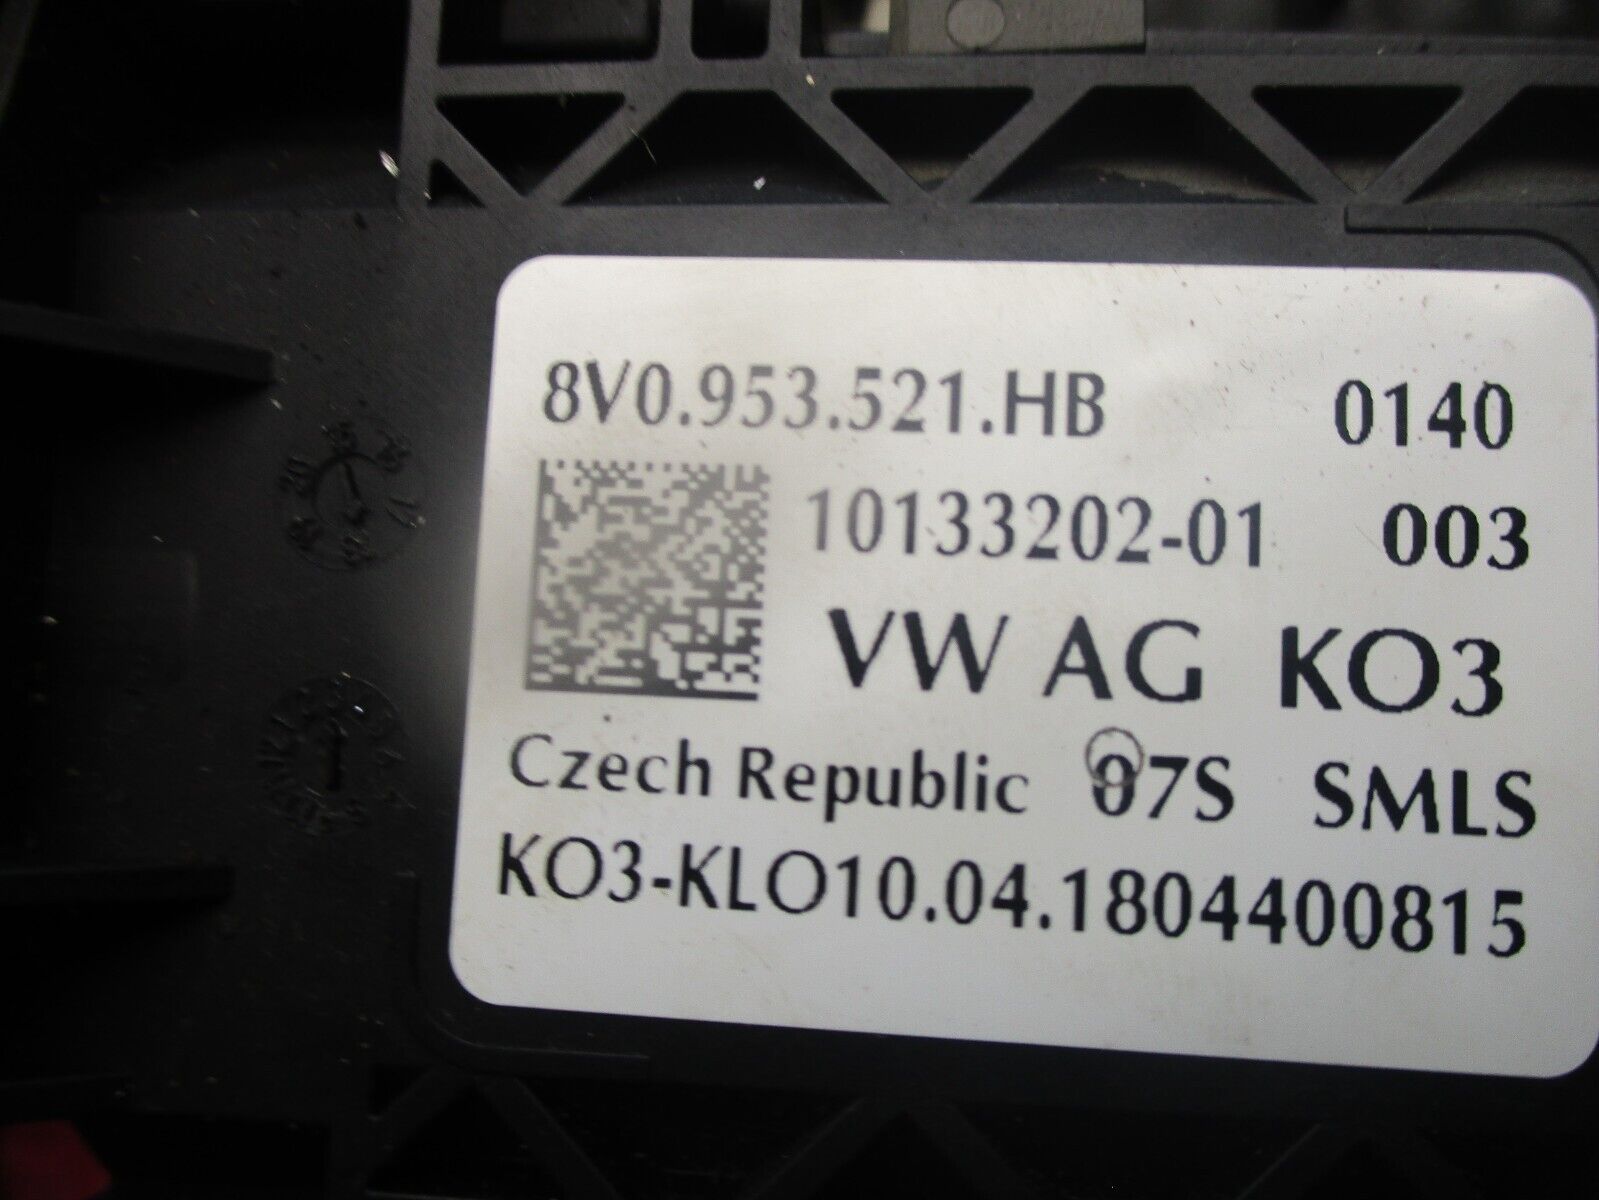 8V0.953.521.HB 0140
10133202-01 003
VW AG KO3
Czech Republic 07S SMLS
KO3-KLO10.04.1804400815